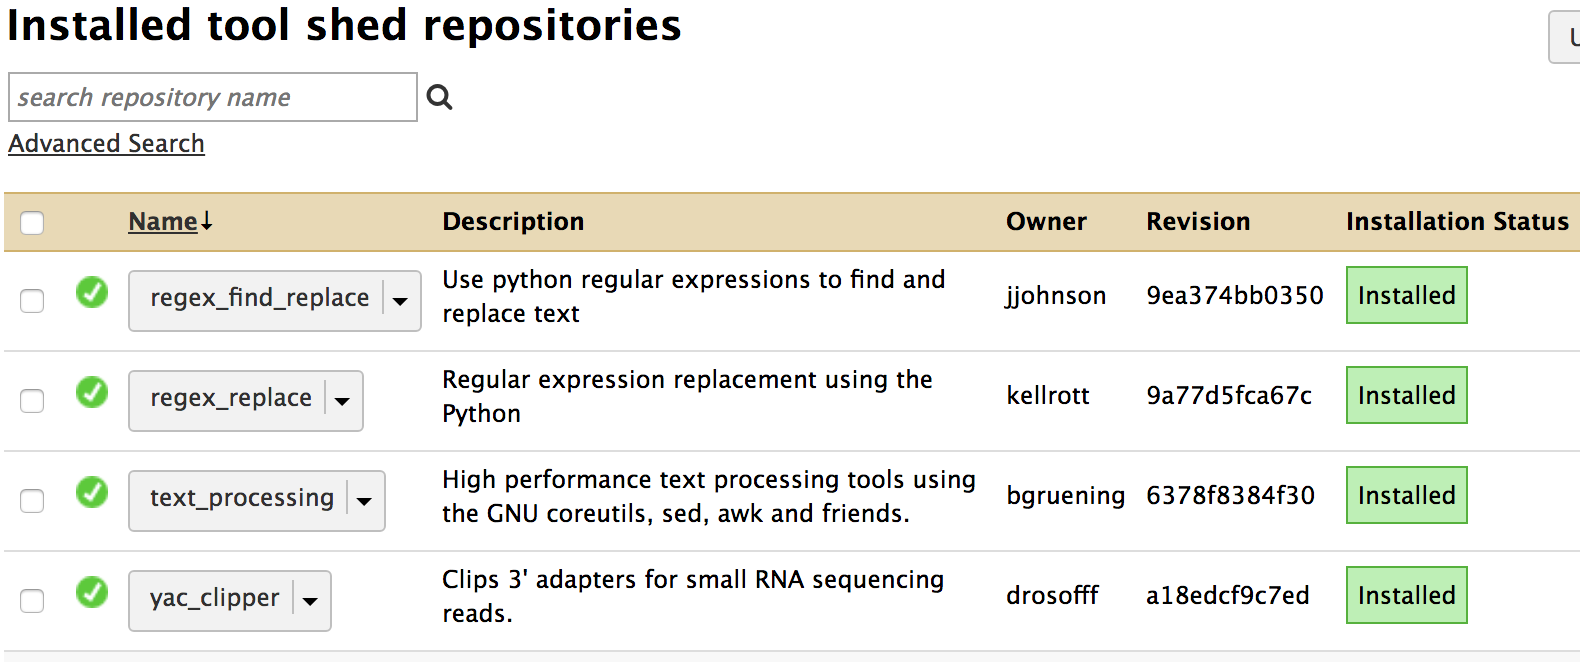 Installed tool shed repositories
U
search repository name
Advanced Search
Name↓ Description Owner Revision Installation Status
regex_find_replace Use python regular expressions to find and replace text jjohnson 9ea374bb0350 Installed
regex_replace Regular expression replacement using the Python kellrott 9a77d5fca67c Installed
text_processing High performance text processing tools using the GNU coreutils, sed, awk and friends. bgruening 6378f8384f30 Installed
yac_clipper Clips 3' adapters for small RNA sequencing reads. drosofff a18edcf9c7ed Installed